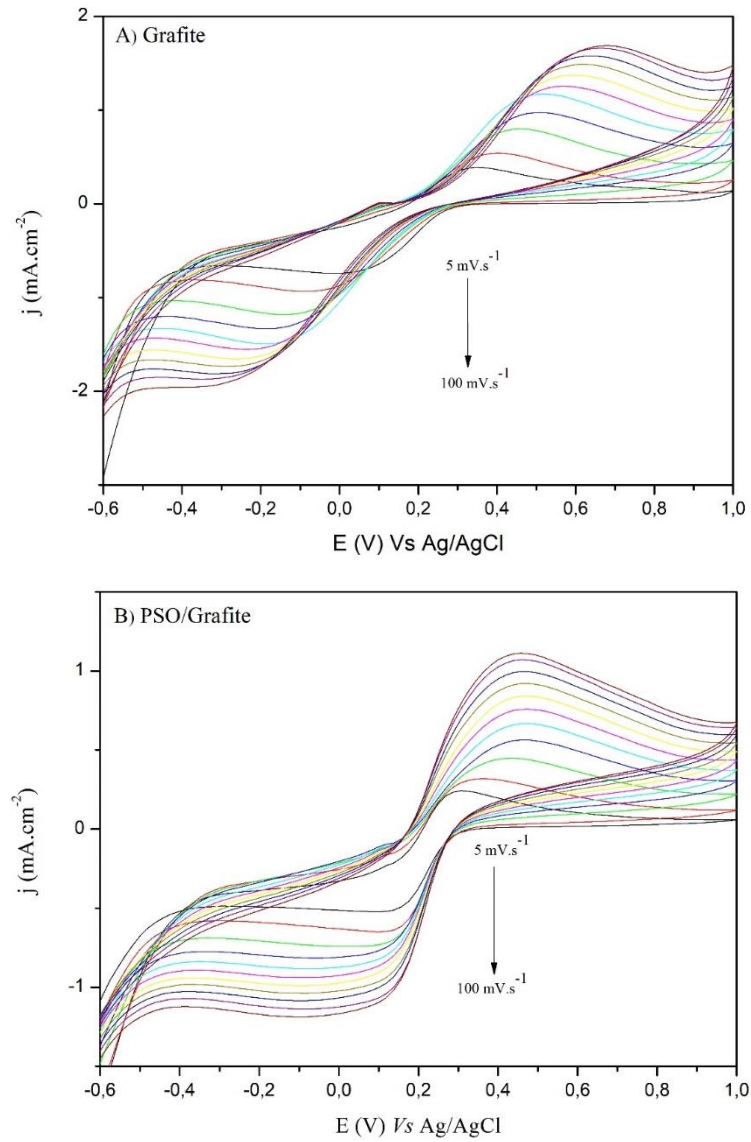 A) Grafite
j (mA.cm⁻²)
2
0
-2
5 mV.s⁻¹
100 mV.s⁻¹
-0,6 -0,4 -0,2 0,0 0,2 0,4 0,6 0,8 1,0
E (V) Vs Ag/AgCl
B) PSO/Grafite
j (mA.cm⁻²)
1
0
-1
5 mV.s⁻¹
100 mV.s⁻¹
-0,6 -0,4 -0,2 0,0 0,2 0,4 0,6 0,8 1,0
E (V) Vs Ag/AgCl